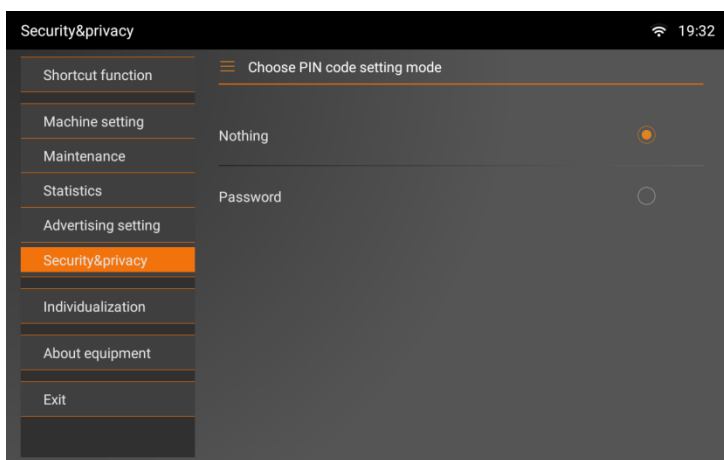 Security&privacy
19:32
Shortcut function
Machine setting
Maintenance
Statistics
Advertising setting
Security&privacy
Individualization
About equipment
Exit
Choose PIN code setting mode
Nothing
Password